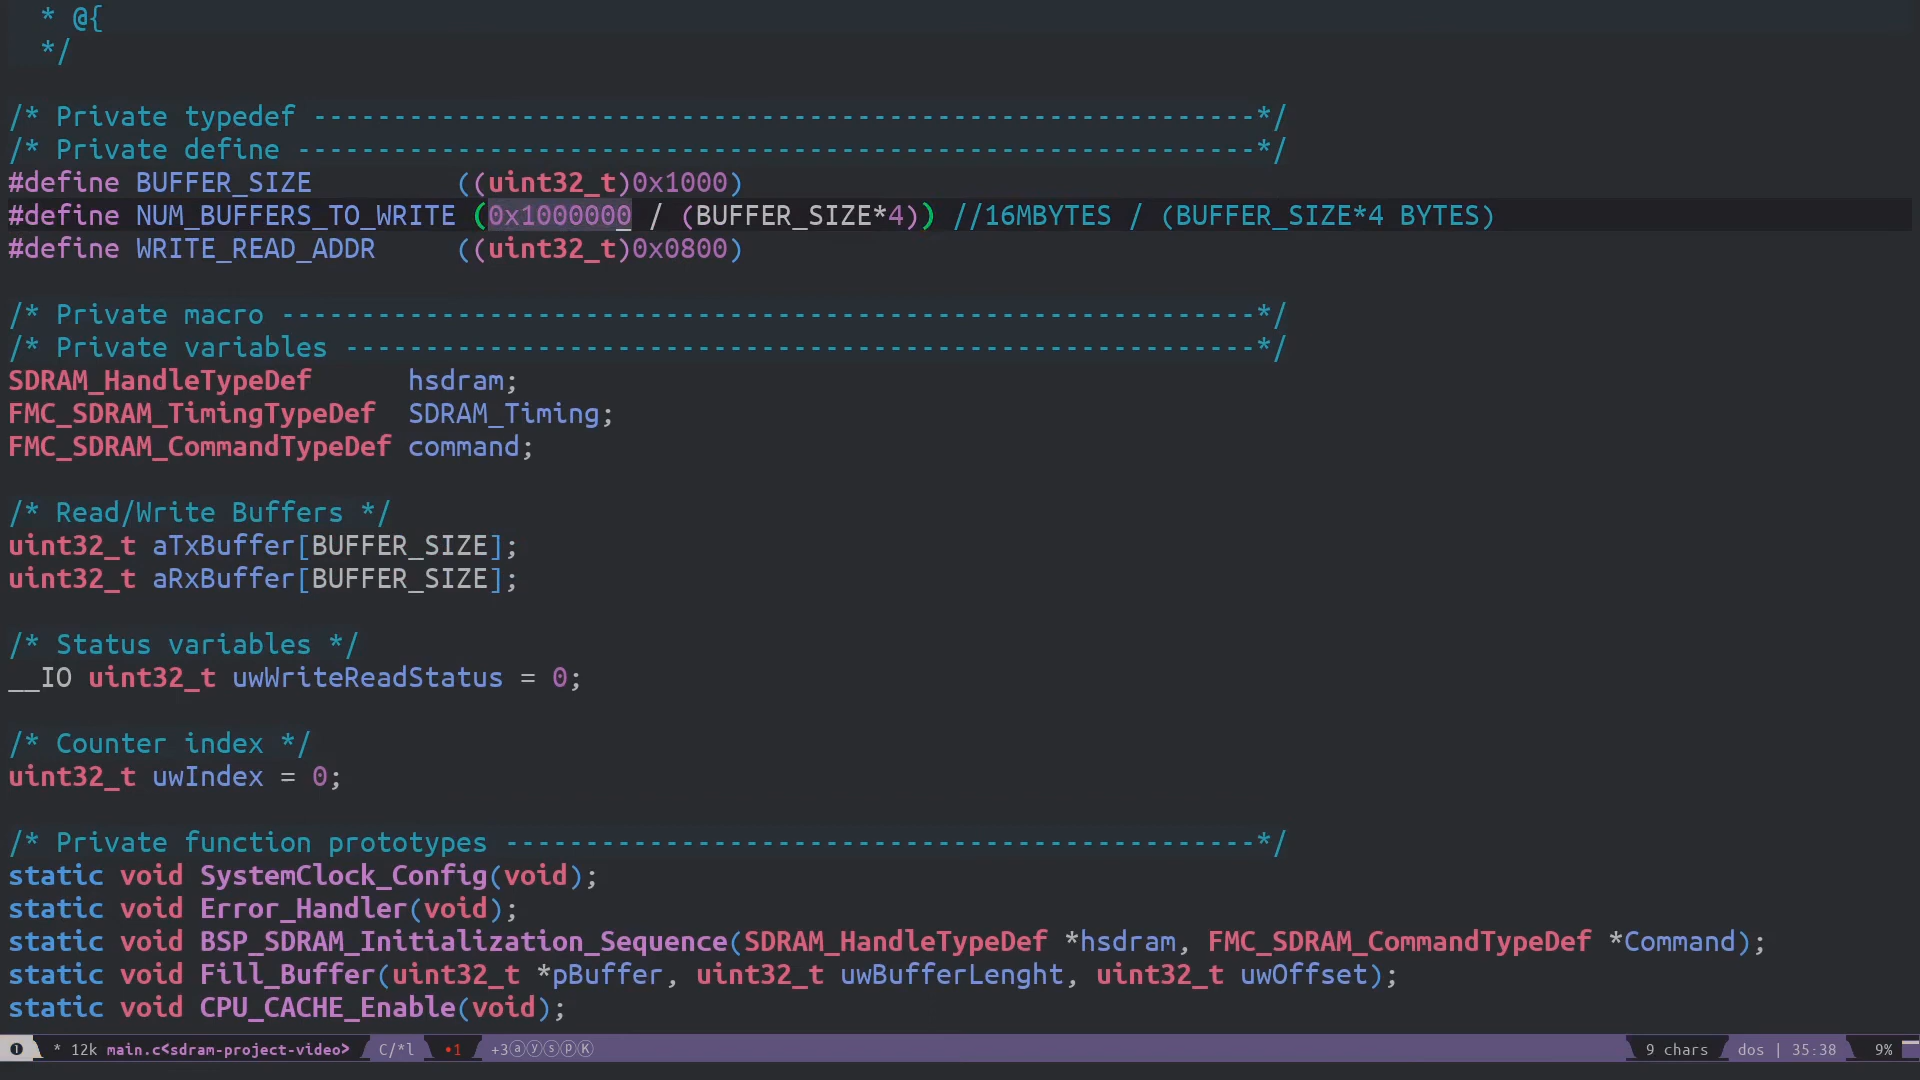 * @{
*/
/* Private typedef -----------------------------------------------------------*/
/* Private define ------------------------------------------------------------*/
#define BUFFER_SIZE         ((uint32_t)0x1000)
#define NUM_BUFFERS_TO_WRITE (0x1000000 / (BUFFER_SIZE*4)) //16MBYTES / (BUFFER_SIZE*4 BYTES)
#define WRITE_READ_ADDR     ((uint32_t)0x0800)
/* Private macro -------------------------------------------------------------*/
/* Private variables ---------------------------------------------------------*/
SDRAM_HandleTypeDef      hsdram;
FMC_SDRAM_TimingTypeDef  SDRAM_Timing;
FMC_SDRAM_CommandTypeDef command;
/* Read/Write Buffers */
uint32_t aTxBuffer[BUFFER_SIZE];
uint32_t aRxBuffer[BUFFER_SIZE];
/* Status variables */
__IO uint32_t uwWriteReadStatus = 0;
/* Counter index */
uint32_t uwIndex = 0;
/* Private function prototypes -----------------------------------------------*/
static void SystemClock_Config(void);
static void Error_Handler(void);
static void BSP_SDRAM_Initialization_Sequence(SDRAM_HandleTypeDef *hsdram, FMC_SDRAM_CommandTypeDef *Command);
static void Fill_Buffer(uint32_t *pBuffer, uint32_t uwBufferLenght, uint32_t uwOffset);
static void CPU_CACHE_Enable(void);
❶ * 12k main.c<sdram-project-video> C/*l •1 +3ⓐⓨⓢⓟⓀ 9 chars dos | 35:38 9%